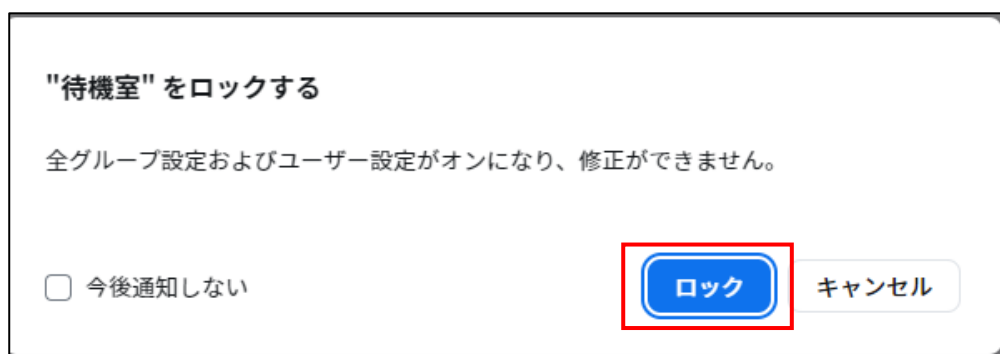 "待機室" をロックする
全グループ設定およびユーザー設定がオンになり、修正ができません。
今後通知しない
ロック
キャンセル